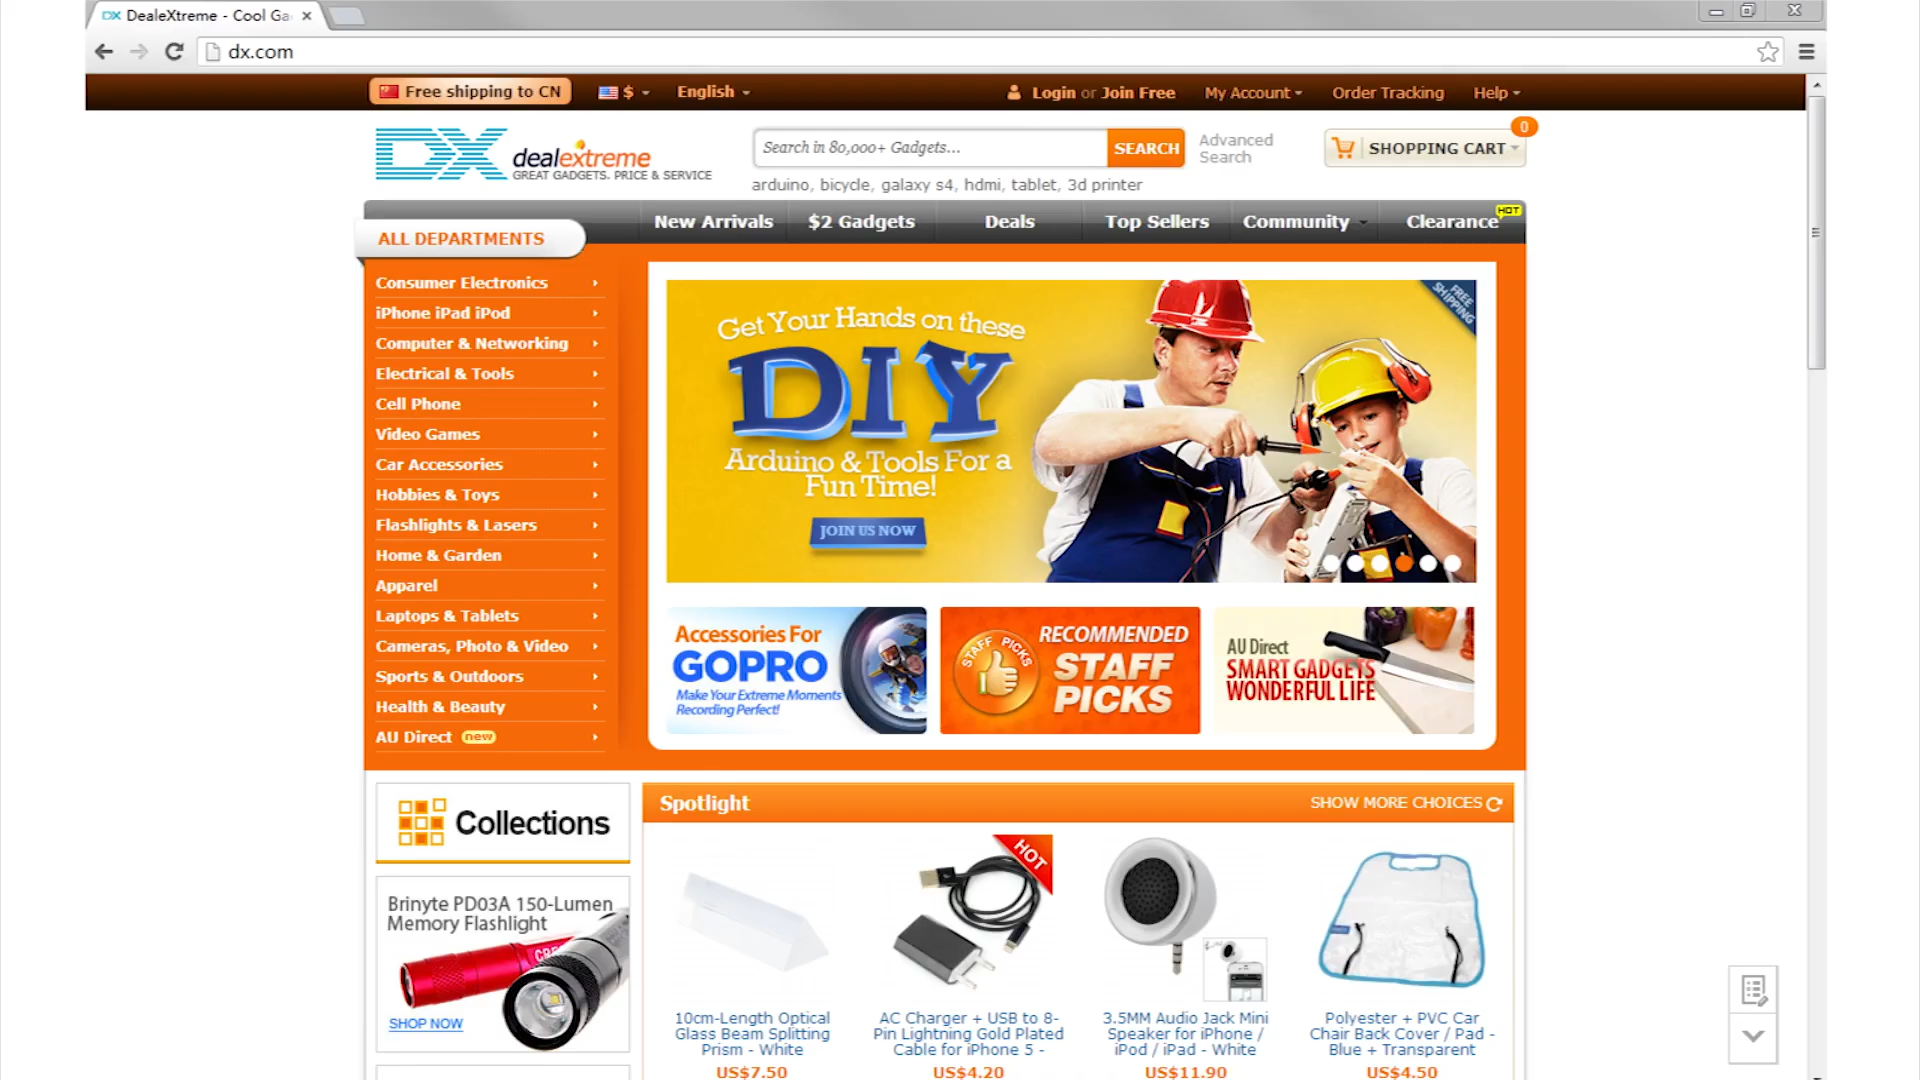 DX DealeXtreme - Cool Ga
dx.com
Free shipping to CN
$
English
Login or Join Free
My Account
Order Tracking
Help
DX dealextreme
GREAT GADGETS. PRICE & SERVICE
Search in 80,000+ Gadgets...
SEARCH
Advanced
Search
0
SHOPPING CART
arduino, bicycle, galaxy s4, hdmi, tablet, 3d printer
ALL DEPARTMENTS
New Arrivals
$2 Gadgets
Deals
Top Sellers
Community
Clearance
HOT
Consumer Electronics
iPhone iPad iPod
Computer & Networking
Electrical & Tools
Cell Phone
Video Games
Car Accessories
Hobbies & Toys
Flashlights & Lasers
Home & Garden
Apparel
Laptops & Tablets
Cameras, Photo & Video
Sports & Outdoors
Health & Beauty
AU Direct new
Get Your Hands on these
DIY
Arduino & Tools For a
Fun Time!
JOIN US NOW
FREE
SHIPPING
Accessories For
GOPRO
Make Your Extreme Moments
Recording Perfect!
STAFF PICKS
RECOMMENDED
STAFF
PICKS
AU Direct
SMART GADGETS
WONDERFUL LIFE
Collections
Brinyte PD03A 150-Lumen
Memory Flashlight
SHOP NOW
Spotlight
SHOW MORE CHOICES
HOT
10cm-Length Optical
Glass Beam Splitting
Prism - White
US$7.50
AC Charger + USB to 8-
Pin Lightning Gold Plated
Cable for iPhone 5 -
US$4.20
3.5MM Audio Jack Mini
Speaker for iPhone /
iPod / iPad - White
US$11.90
Polyester + PVC Car
Chair Back Cover / Pad -
Blue + Transparent
US$4.50